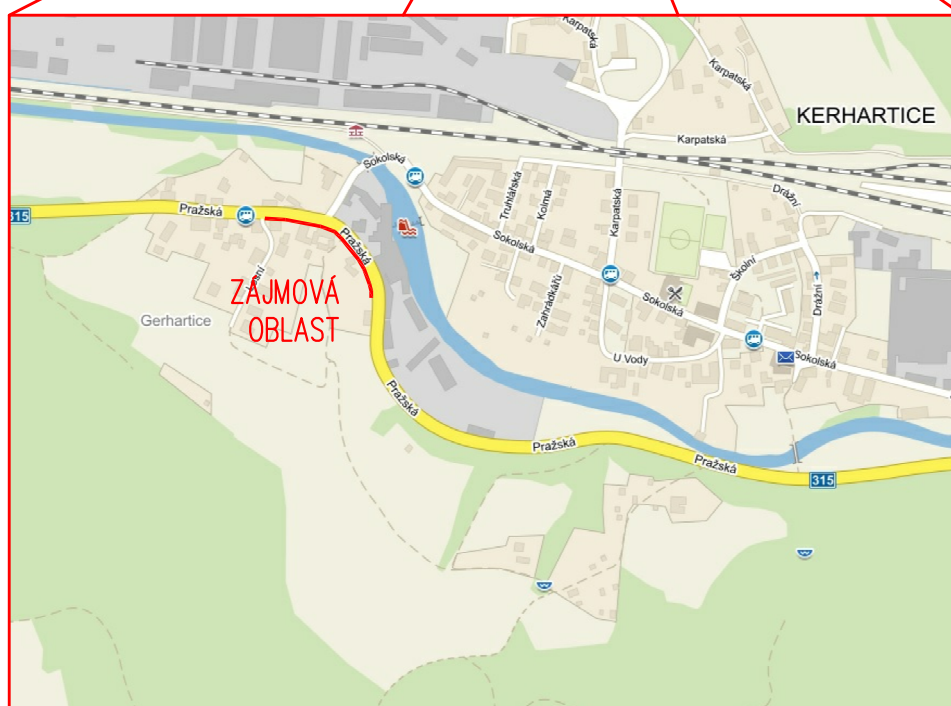 Karpatská
Karpatská
KERHARTICE
Karpatská
Sokolská
Truhlářská
Kolmá
Karpatská
Drážní
315
Pražská
Pražská
Sokolská
Školní
ZÁJMOVÁ
OBLAST
Gerhartice
Zahrádkářů
Sokolská
Drážní
U Vody
Sokolská
Pražská
Pražská
Pražská
315